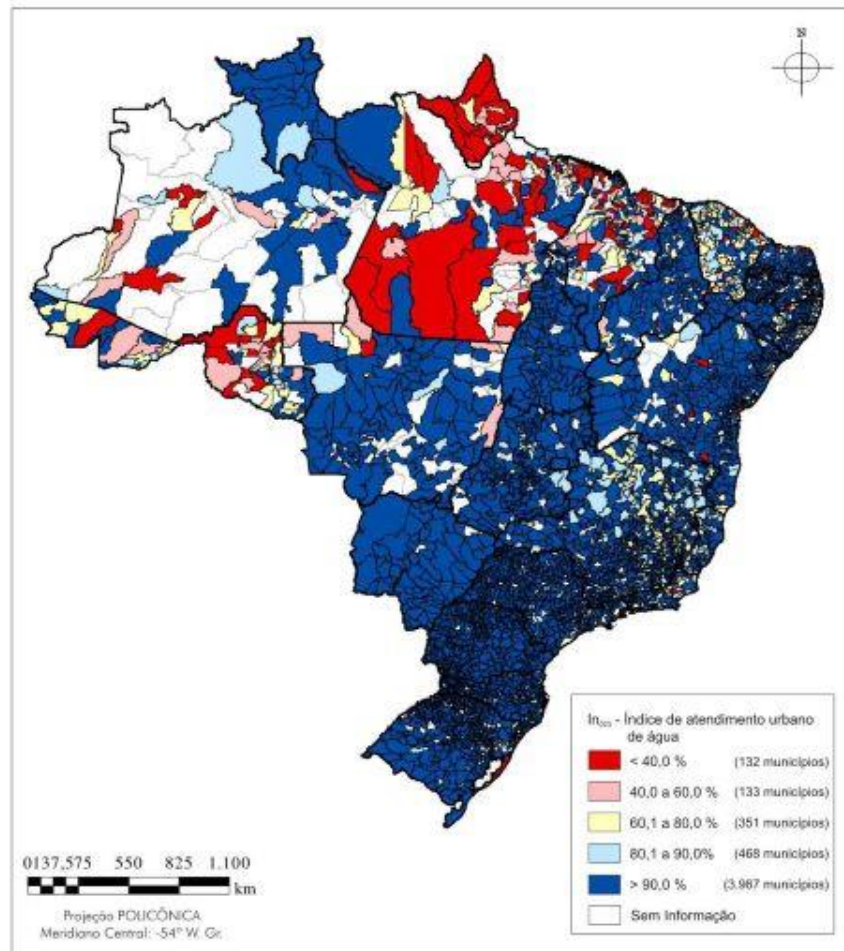 N
In₀₂₃ - Índice de atendimento urbano
de água
< 40,0 % (132 municípios)
40,0 a 60,0 % (133 municípios)
60,1 a 80,0 % (351 municípios)
80,1 a 90,0% (468 municípios)
> 90,0 % (3.967 municípios)
Sem Informação
0137,575 550 825 1.100
km
Projeção POLICÔNICA
Meridiano Central: -54° W. Gr.